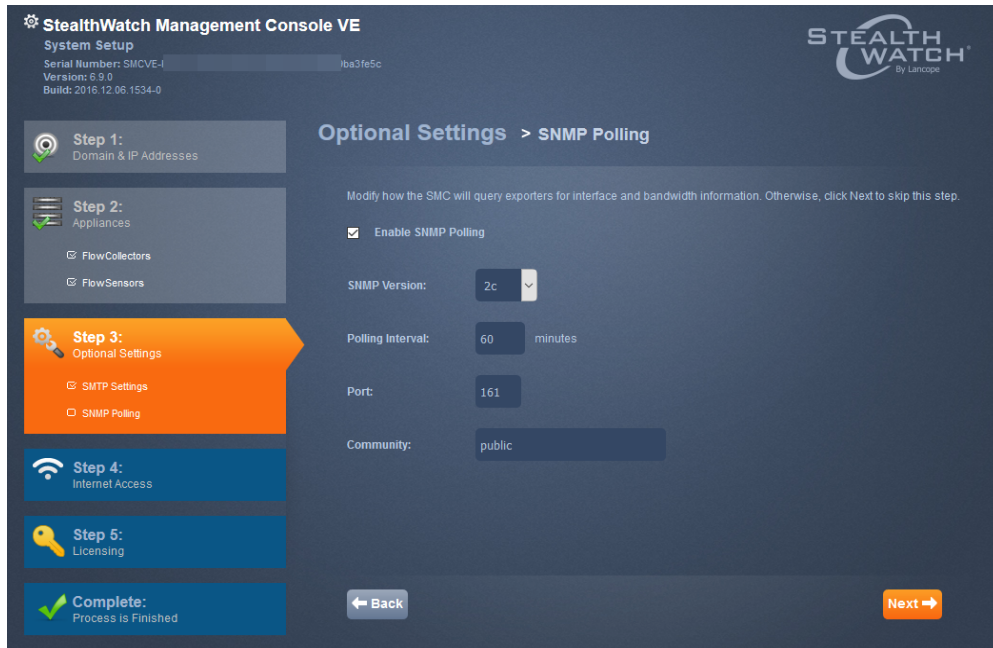 StealthWatch Management Console VE
System Setup
Serial Number: SMCVE-
ba3fe5c
Version: 6.9.0
Build: 2016.12.06.1534-0
STEALTH
WATCH
By Lancope
Step 1:
Domain & IP Addresses
Step 2:
Appliances
FlowCollectors
FlowSensors
Step 3:
Optional Settings
SMTP Settings
SNMP Polling
Step 4:
Internet Access
Step 5:
Licensing
Complete:
Process is Finished
Optional Settings > SNMP Polling
Modify how the SMC will query exporters for interface and bandwidth information. Otherwise, click Next to skip this step.
Enable SNMP Polling
SNMP Version: 2c
Polling Interval: 60 minutes
Port: 161
Community: public
Back
Next